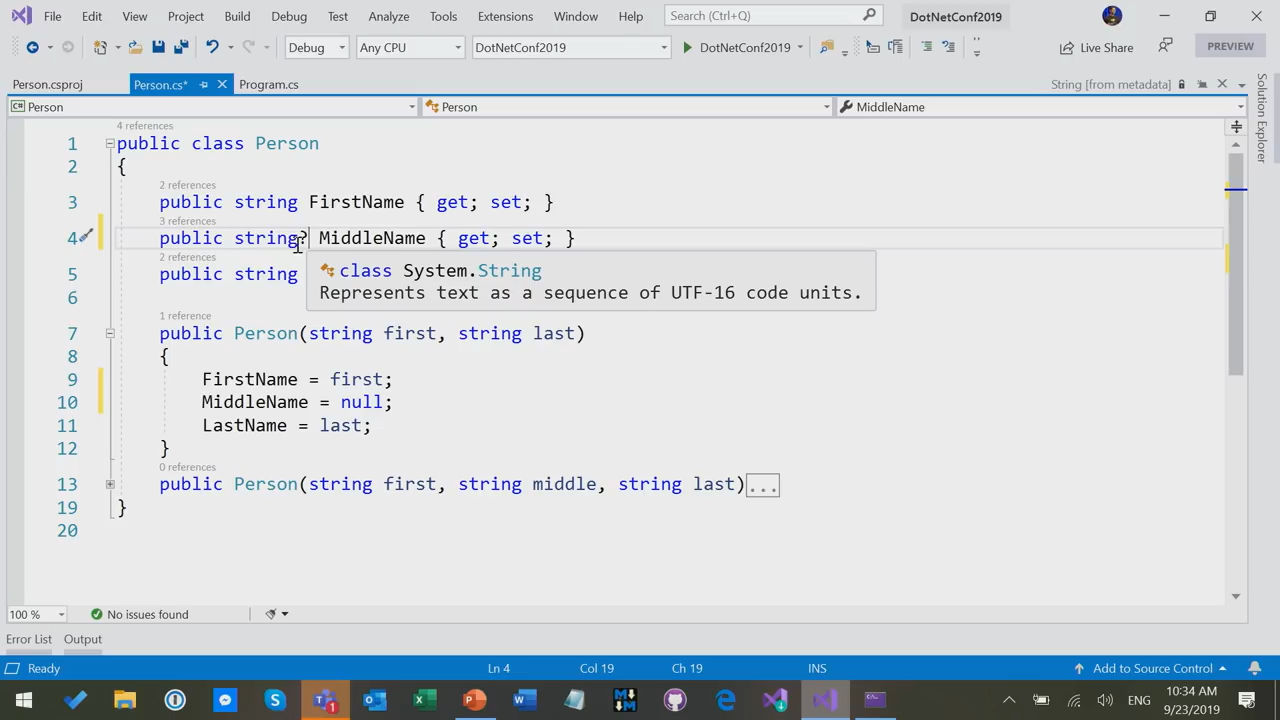 File Edit View Project Build Debug Test Analyze Tools Extensions Window Help Search (Ctrl+Q) DotNetConf2019
Debug Any CPU DotNetConf2019 DotNetConf2019 Live Share PREVIEW
Person.csproj Person.cs* Program.cs String [from metadata]
Person Person MiddleName
Solution Explorer
4 references
1 public class Person
2 {
2 references
3 public string FirstName { get; set; }
3 references
4 public string? MiddleName { get; set; }
2 references
5 public string
class System.String
Represents text as a sequence of UTF-16 code units.
6
1 reference
7 public Person(string first, string last)
8 {
9 FirstName = first;
10 MiddleName = null;
11 LastName = last;
12 }
0 references
13 public Person(string first, string middle, string last)...
19 }
20
100 % No issues found
Error List Output
Ready Ln 4 Col 19 Ch 19 INS Add to Source Control
ENG 10:34 AM
9/23/2019